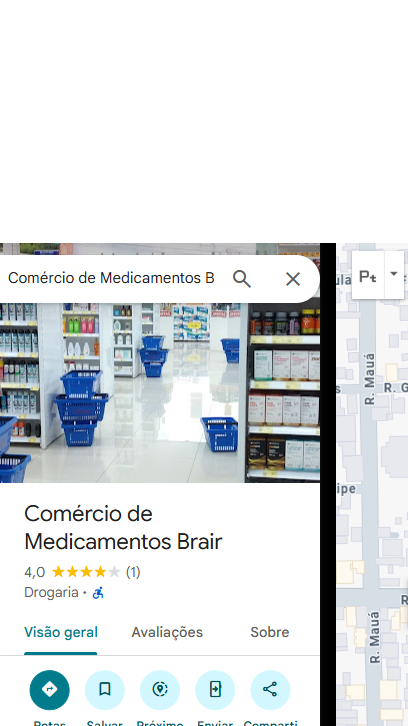 Comércio de Medicamentos B
Pt
R. Mauá
R. G
ipe
Comércio de
Medicamentos Brair
4,0 (1)
Drogaria ·
Visão geral
Avaliações
Sobre
R. Mauá
Rotas
Salvar
Próximo
Enviar
Comparti